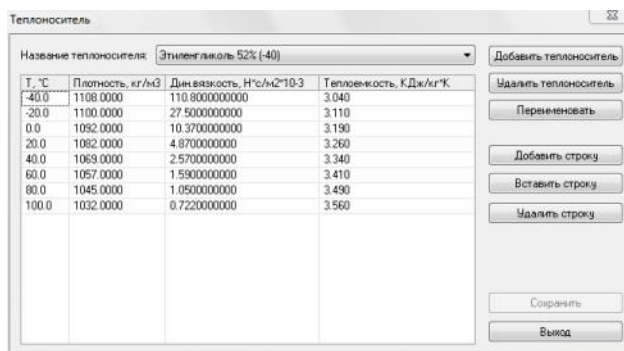 Теплоноситель
Название теплоносителя: Этиленгликоль 52% (-40)
Добавить теплоноситель
Удалить теплоноситель
Переименовать
Добавить строку
Вставить строку
Удалить строку
Сохранить
Выход
T, °C Плотность, кг/м3 Дин.вязкость, Н*с/м2*10-3 Теплоемкость, КДж/кг*К
-40.0 1108.0000 110.8000000000 3.040
-20.0 1100.0000 27.5000000000 3.110
0.0 1092.0000 10.3700000000 3.190
20.0 1082.0000 4.8700000000 3.260
40.0 1069.0000 2.5700000000 3.340
60.0 1057.0000 1.5900000000 3.410
80.0 1045.0000 1.0500000000 3.490
100.0 1032.0000 0.7220000000 3.560